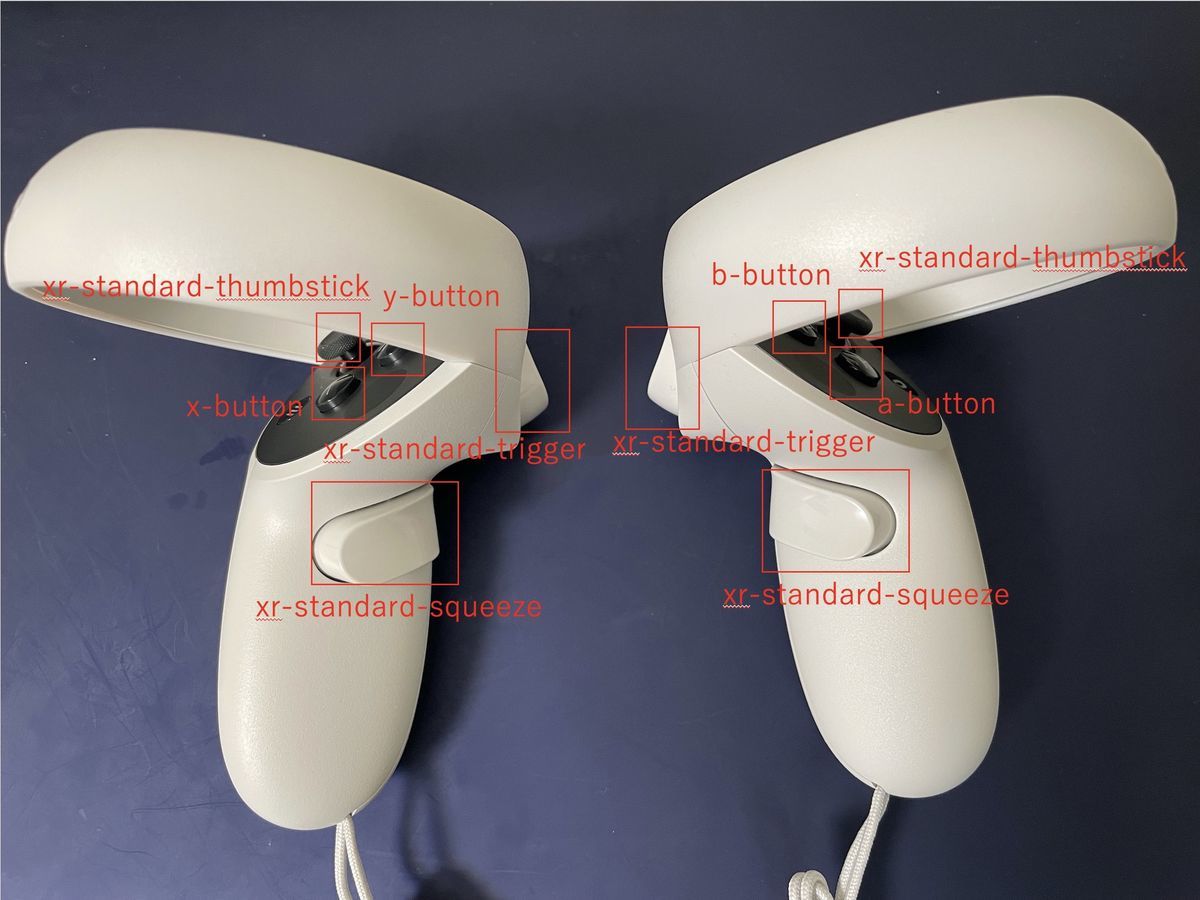 xr-standard-thumbstick
y-button
x-button
xr-standard-trigger
xr-standard-squeeze
b-button
xr-standard-thumbstick
a-button
xr-standard-trigger
xr-standard-squeeze